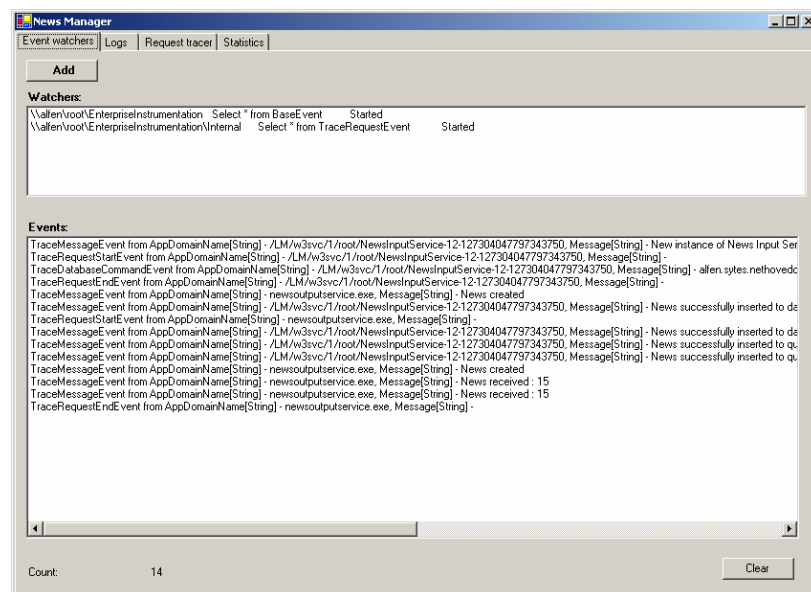 News Manager
Event watchers Logs Request tracer Statistics
Add
Watchers:
\\alfen\root\EnterpriseInstrumentation Select * from BaseEvent Started
\\alfen\root\EnterpriseInstrumentation\Internal Select * from TraceRequestEvent Started
Events:
TraceMessageEvent from AppDomainName[String] - /LM/w3svc/1/root/NewsInputService-12-127304047797343750, Message[String] - New instance of News Input Ser
TraceRequestStartEvent from AppDomainName[String] - /LM/w3svc/1/root/NewsInputService-12-127304047797343750, Message[String] -
TraceDatabaseCommandEvent from AppDomainName[String] - /LM/w3svc/1/root/NewsInputService-12-127304047797343750, Message[String] - alfen.sytes.nethovedc
TraceRequestEndEvent from AppDomainName[String] - /LM/w3svc/1/root/NewsInputService-12-127304047797343750, Message[String] -
TraceMessageEvent from AppDomainName[String] - newsoutputservice.exe, Message[String] - News created
TraceMessageEvent from AppDomainName[String] - /LM/w3svc/1/root/NewsInputService-12-127304047797343750, Message[String] - News successfully inserted to da
TraceRequestStartEvent from AppDomainName[String] - newsoutputservice.exe, Message[String] -
TraceMessageEvent from AppDomainName[String] - /LM/w3svc/1/root/NewsInputService-12-127304047797343750, Message[String] - News successfully inserted to da
TraceMessageEvent from AppDomainName[String] - /LM/w3svc/1/root/NewsInputService-12-127304047797343750, Message[String] - News successfully inserted to qu
TraceMessageEvent from AppDomainName[String] - /LM/w3svc/1/root/NewsInputService-12-127304047797343750, Message[String] - News successfully inserted to qu
TraceMessageEvent from AppDomainName[String] - newsoutputservice.exe, Message[String] - News created
TraceMessageEvent from AppDomainName[String] - newsoutputservice.exe, Message[String] - News received : 15
TraceMessageEvent from AppDomainName[String] - newsoutputservice.exe, Message[String] - News received : 15
TraceRequestEndEvent from AppDomainName[String] - newsoutputservice.exe, Message[String] -
Count: 14
Clear